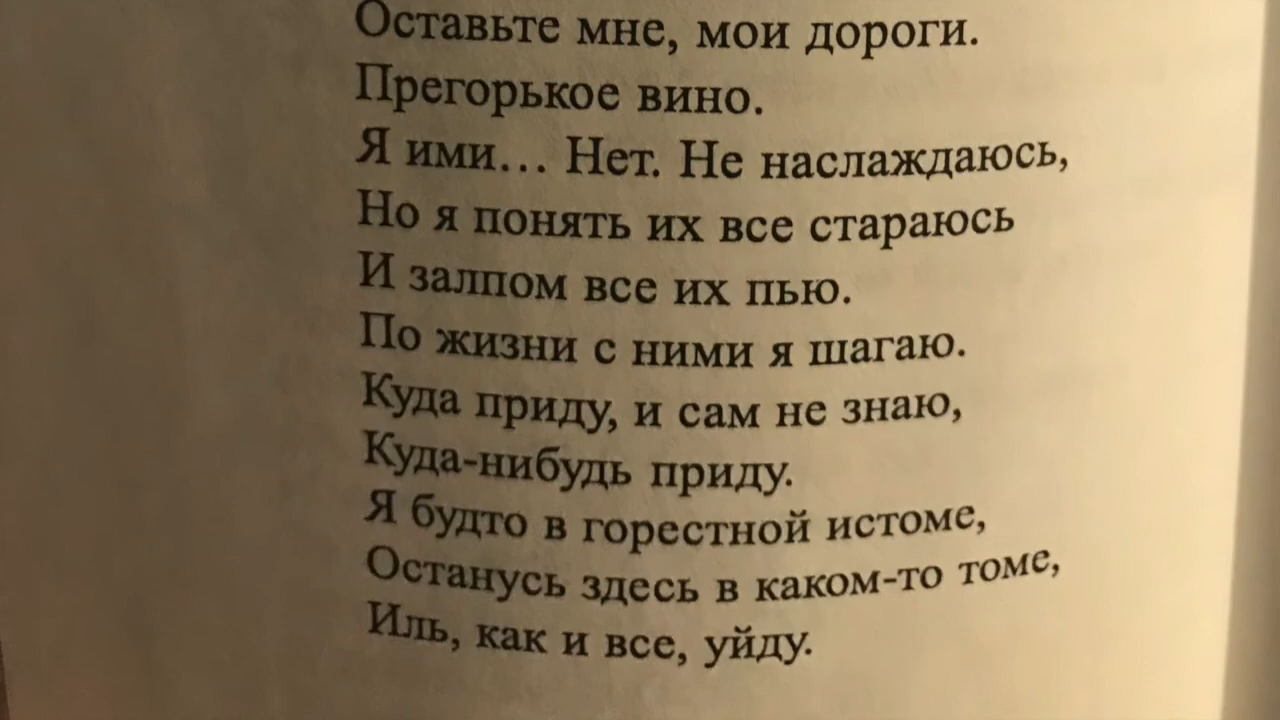 Оставьте мне, мои дороги.
Прегорькое вино.
Я ими... Нет. Не наслаждаюсь,
Но я понять их все стараюсь
И залпом все их пью.
По жизни с ними я шагаю.
Куда приду, и сам не знаю,
Куда-нибудь приду.
Я будто в горестной истоме,
Останусь здесь в каком-то томе,
Иль, как и все, уйду.